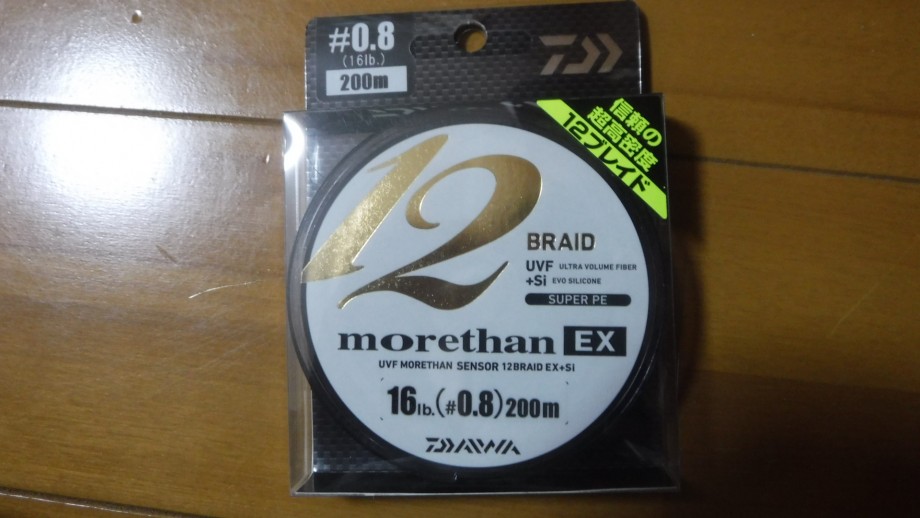 #0.8
(16lb.)
200m
信頼の
超高密度
12ブレイド
12
BRAID
UVF ULTRA VOLUME FIBER
+Si EVO SILICONE
SUPER PE
morethan EX
UVF MORETHAN SENSOR 12BRAID EX+Si
16lb.(#0.8)200m
DAIWA